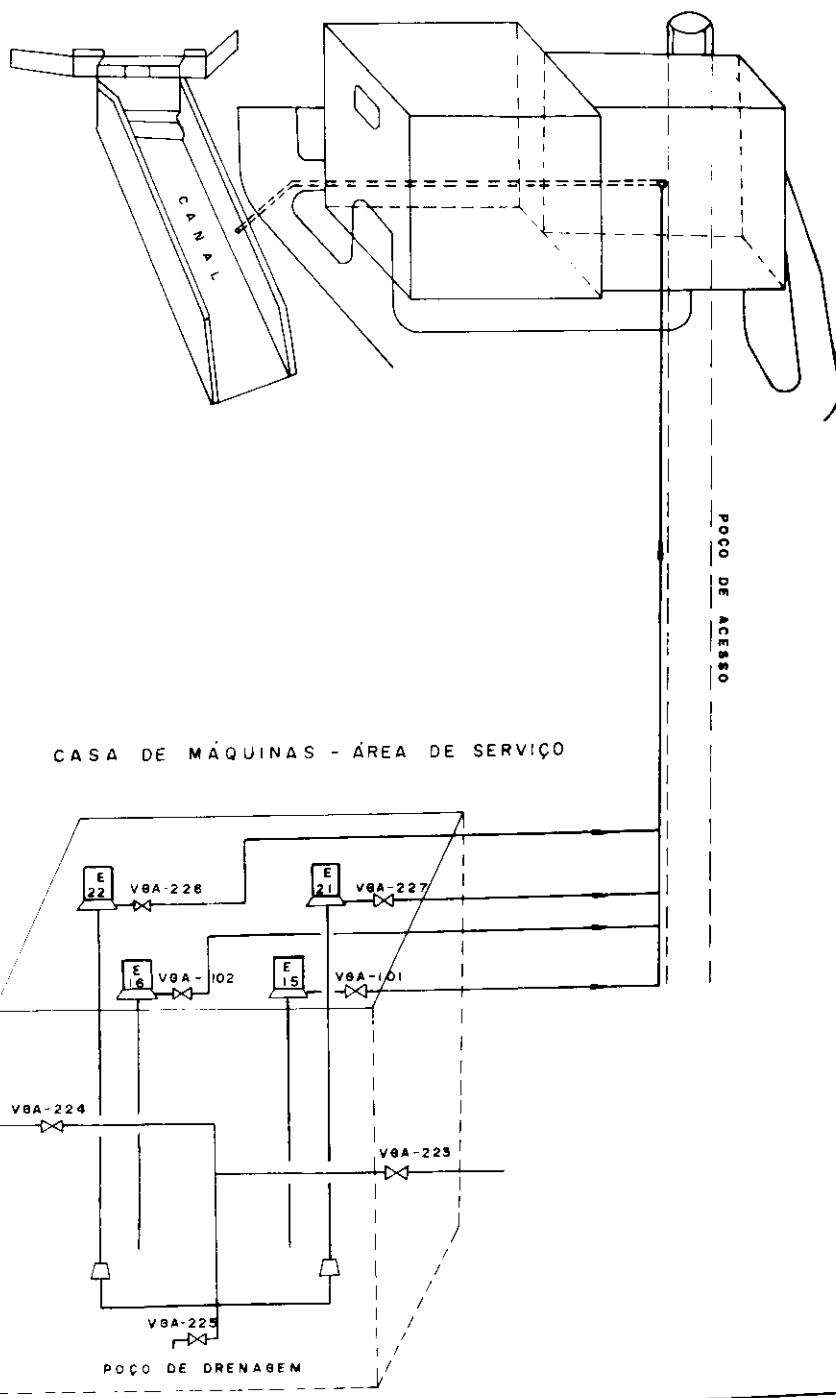 CANAL
POÇO DE ACESSO
CASA DE MÁQUINAS - ÁREA DE SERVIÇO
E
22
VGA-226
E
21
VGA-227
E
16
VGA-102
E
15
VGA-101
VGA-224
VGA-223
VGA-225
POÇO DE DRENAGEM